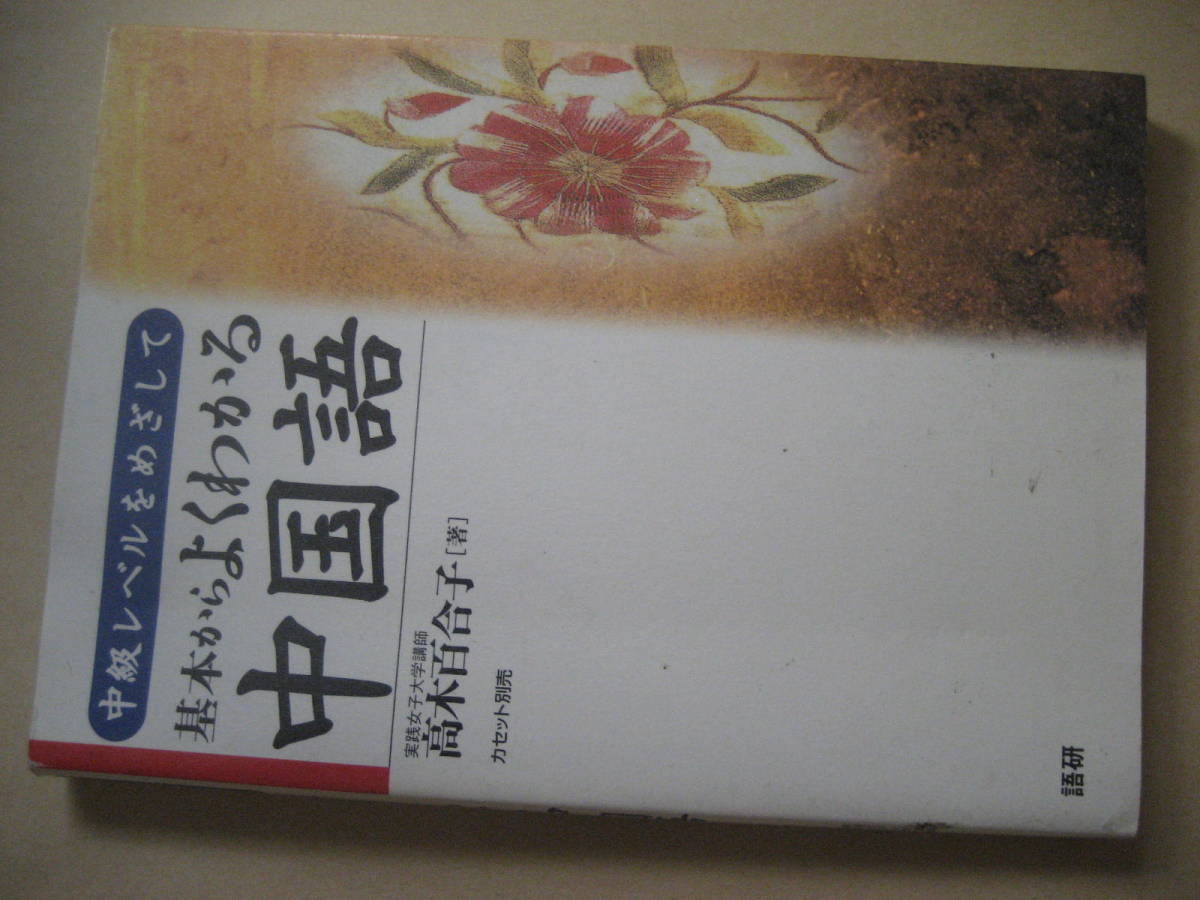 中級レベルをめざして
基本からよくわかる
中国語
実践女子大学講師
高木百合子[著]
カセット別売
語研